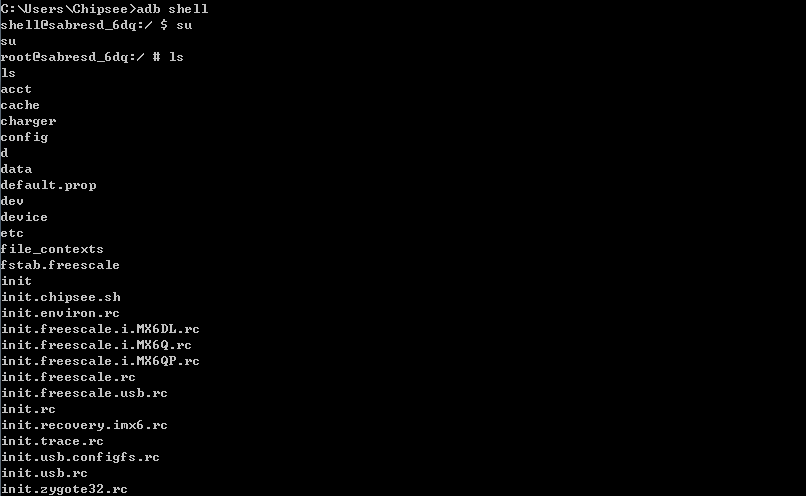 C:\Users\Chipsee>adb shell
shell@sabresd_6dq:/ $ su
su
root@sabresd_6dq:/ # ls
ls
acct
cache
charger
config
d
data
default.prop
dev
device
etc
file_contexts
fstab.freescale
init
init.chipsee.sh
init.environ.rc
init.freescale.i.MX6DL.rc
init.freescale.i.MX6Q.rc
init.freescale.i.MX6QP.rc
init.freescale.rc
init.freescale.usb.rc
init.rc
init.recovery.imx6.rc
init.trace.rc
init.usb.configfs.rc
init.usb.rc
init.zygote32.rc